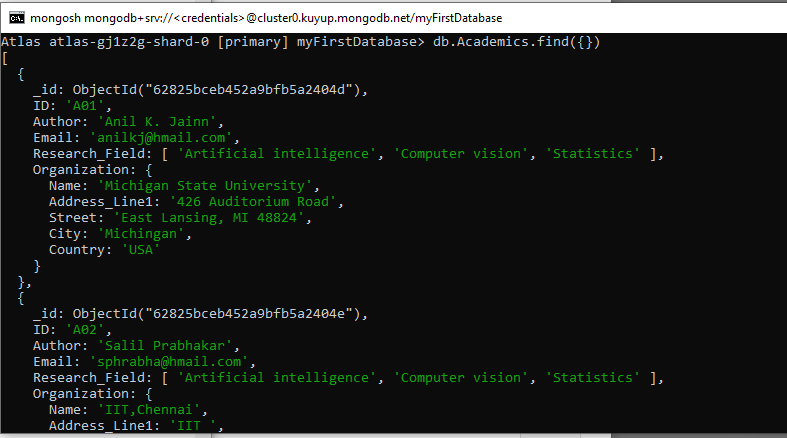 mongosh mongodb+srv://<credentials>@cluster0.kuyup.mongodb.net/myFirstDatabase
Atlas atlas-gj1z2g-shard-0 [primary] myFirstDatabase> db.Academics.find({})
[
  {
    _id: ObjectId("62825bceb452a9bfb5a2404d"),
    ID: 'A01',
    Author: 'Anil K. Jainn',
    Email: 'anilkj@hmail.com',
    Research_Field: [ 'Artificial intelligence', 'Computer vision', 'Statistics' ],
    Organization: {
      Name: 'Michigan State University',
      Address_Line1: '426 Auditorium Road',
      Street: 'East Lansing, MI 48824',
      City: 'Michingan',
      Country: 'USA'
    }
  },
  {
    _id: ObjectId("62825bceb452a9bfb5a2404e"),
    ID: 'A02',
    Author: 'Salil Prabhakar',
    Email: 'sphrabha@hmail.com',
    Research_Field: [ 'Artificial intelligence', 'Computer vision', 'Statistics' ],
    Organization: {
      Name: 'IIT,Chennai',
      Address_Line1: 'IIT ',